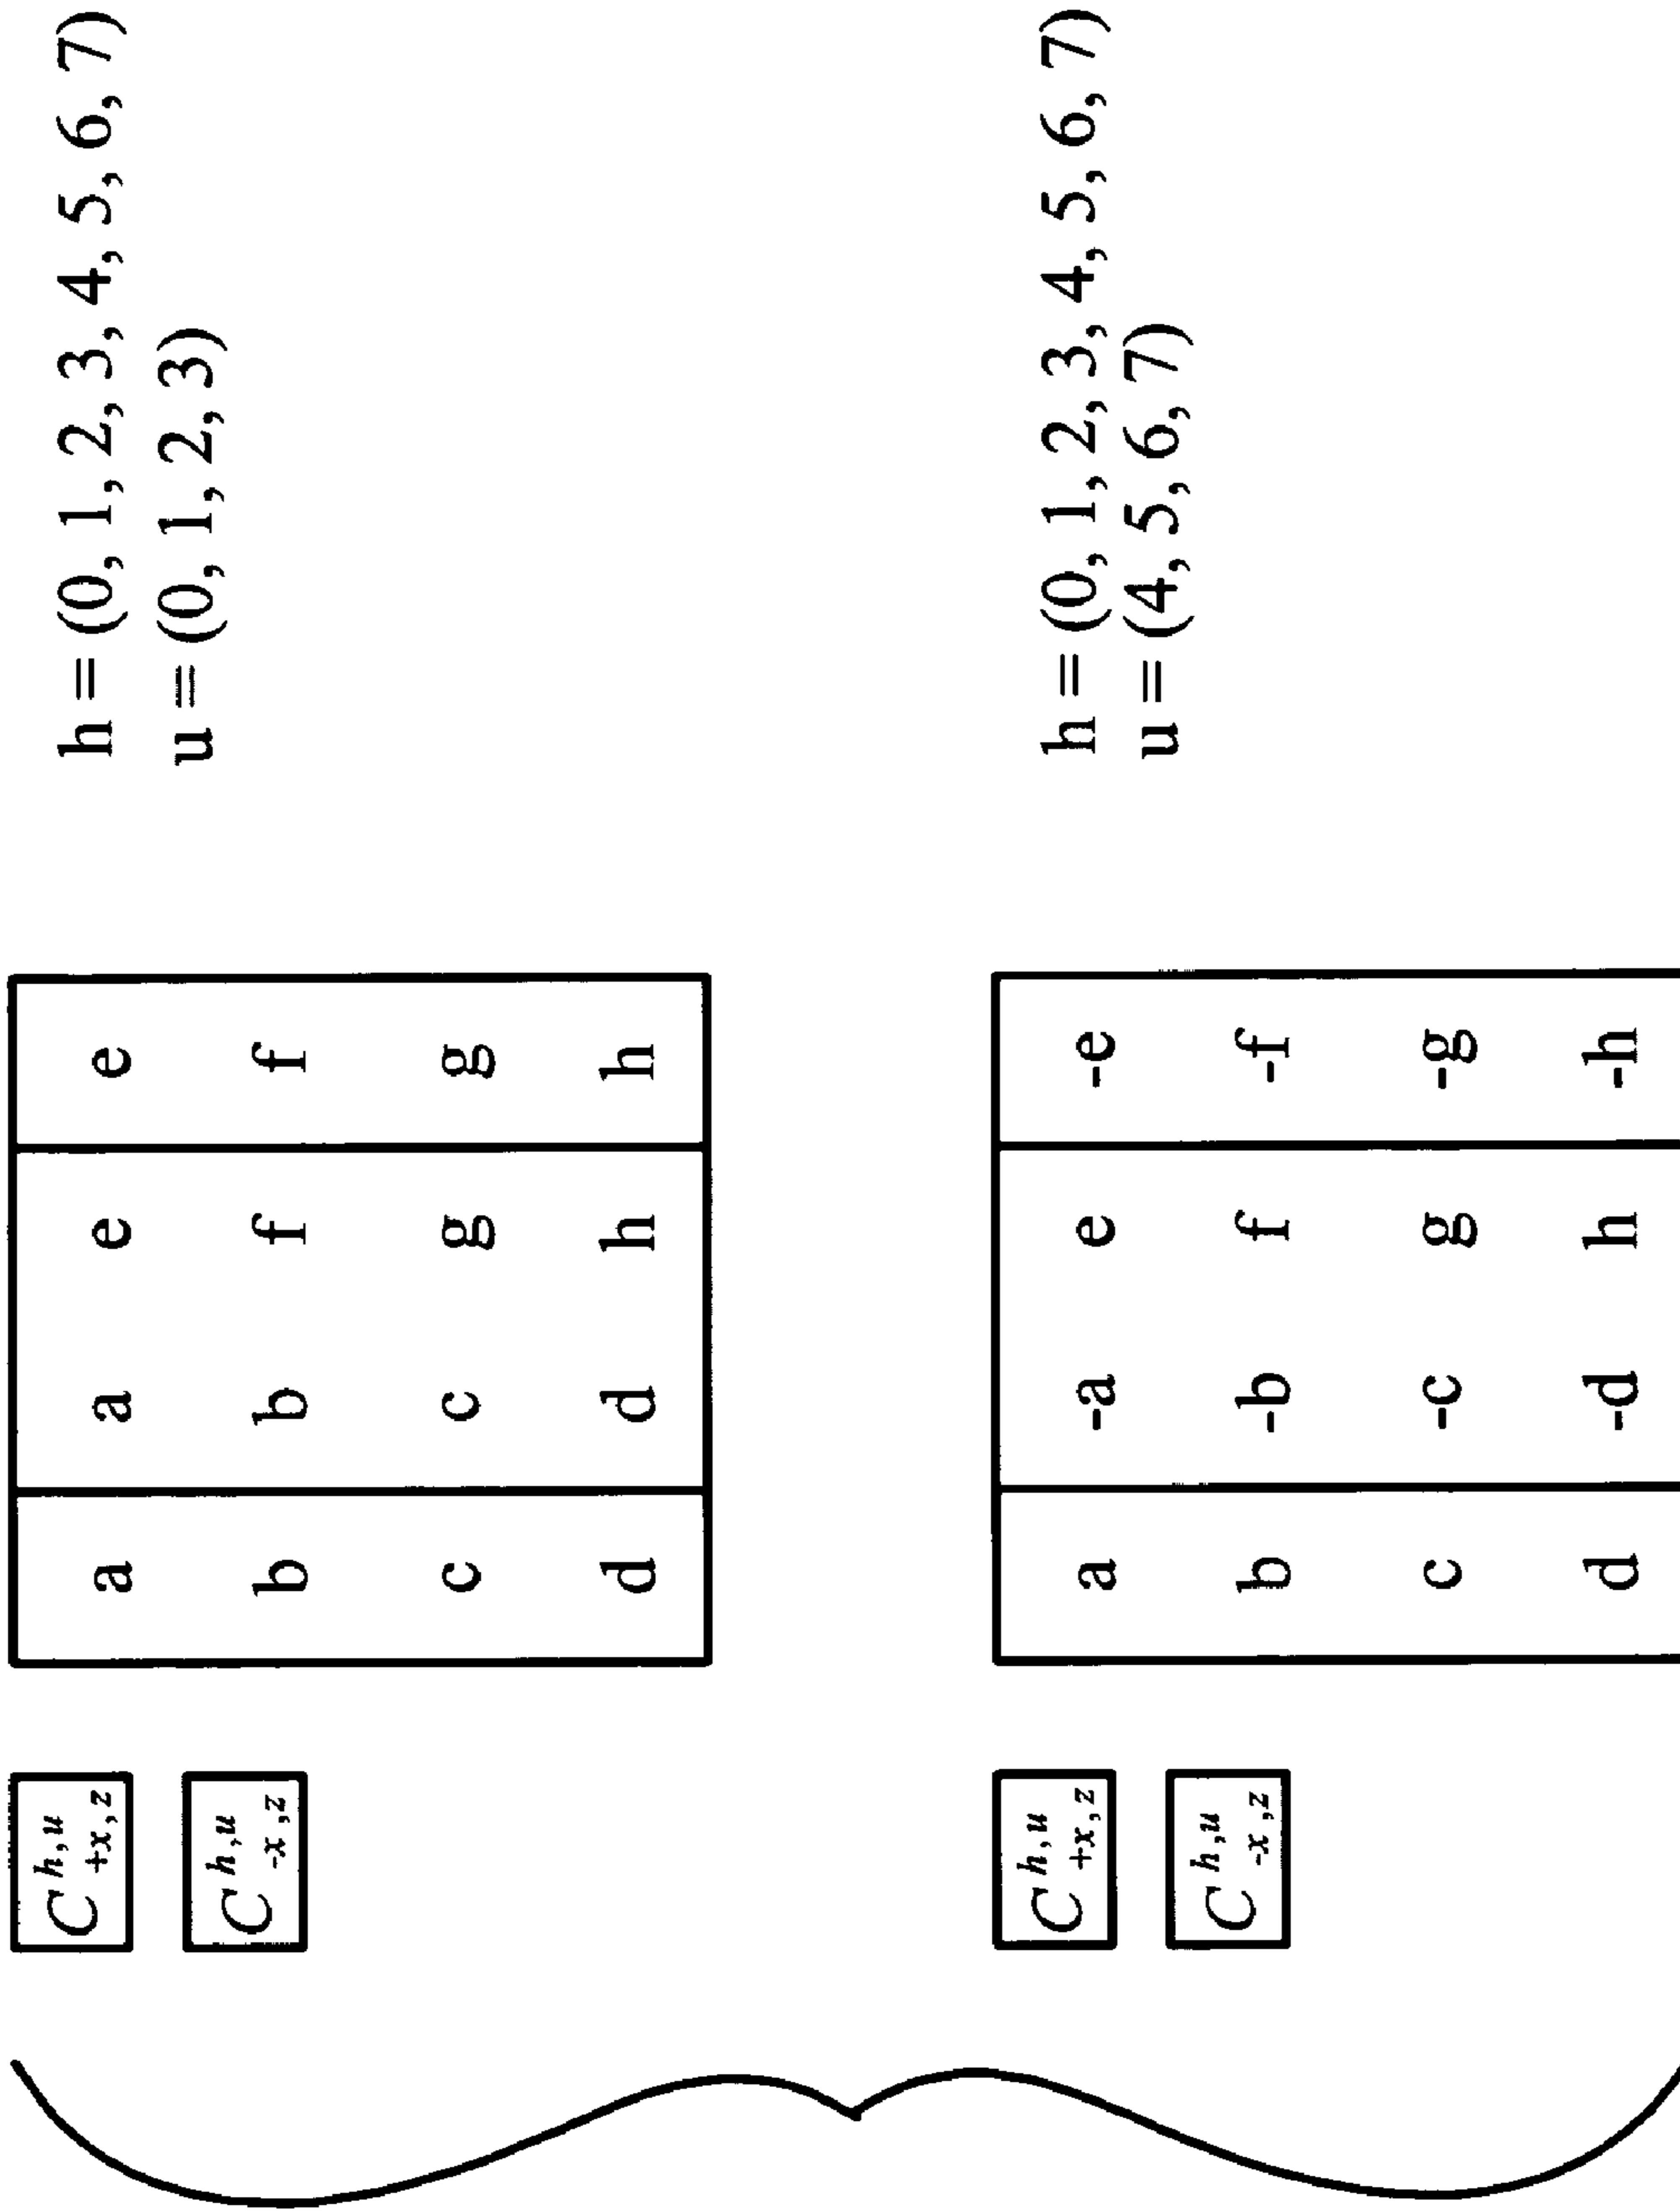 C^{h,u}_{+x,z} a a e e h = (0, 1, 2, 3, 4, 5, 6, 7)
u = (0, 1, 2, 3)
C^{h,u}_{-x,z} b b f f
c c g g
d d h h
C^{h,u}_{+x,z} a -a e -e h = (0, 1, 2, 3, 4, 5, 6, 7)
u = (4, 5, 6, 7)
C^{h,u}_{-x,z} b -b f -f
c -c g -g
d -d h -h